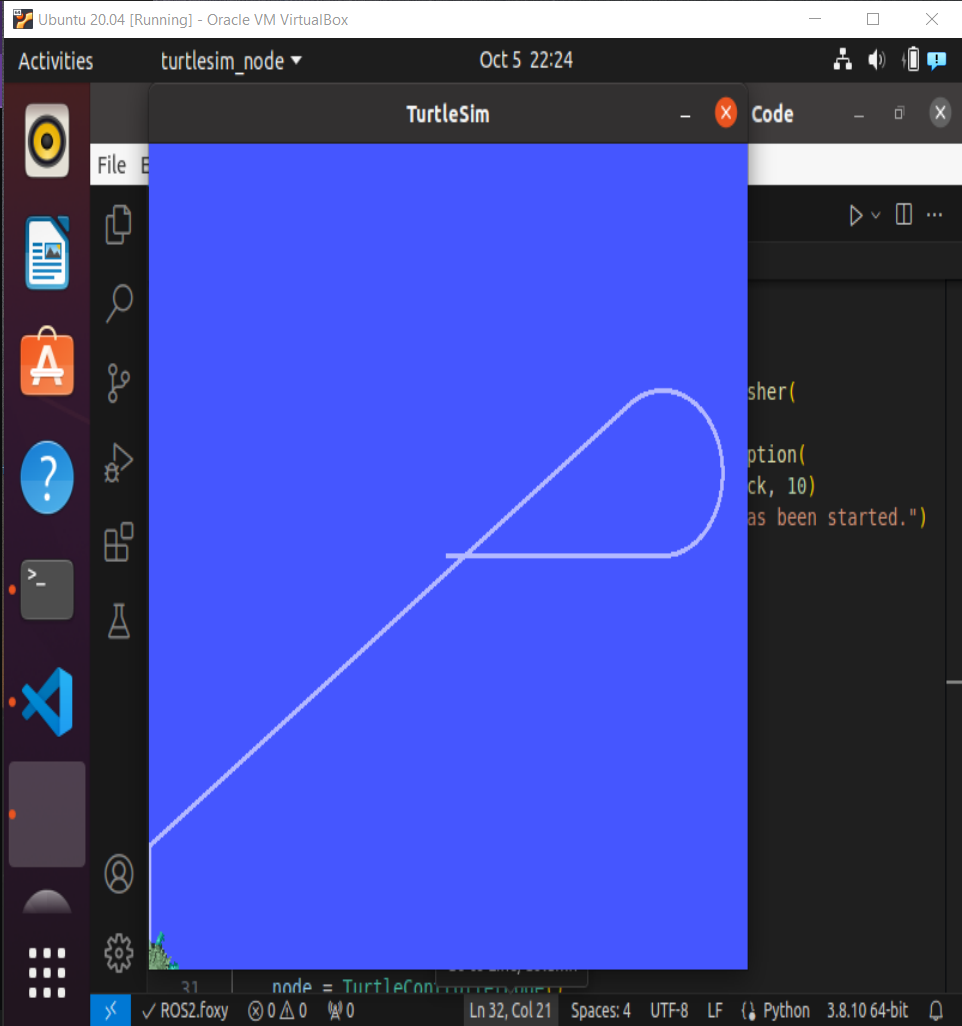 Ubuntu 20.04 [Running] - Oracle VM VirtualBox
Activities turtlesim_node Oct 5 22:24
TurtleSim
Code
File
sher(
ption(
ck, 10)
as been started.")
31 node =
ROS2.foxy 0 0 0 Ln 32, Col 21 Spaces: 4 UTF-8 LF Python 3.8.10 64-bit